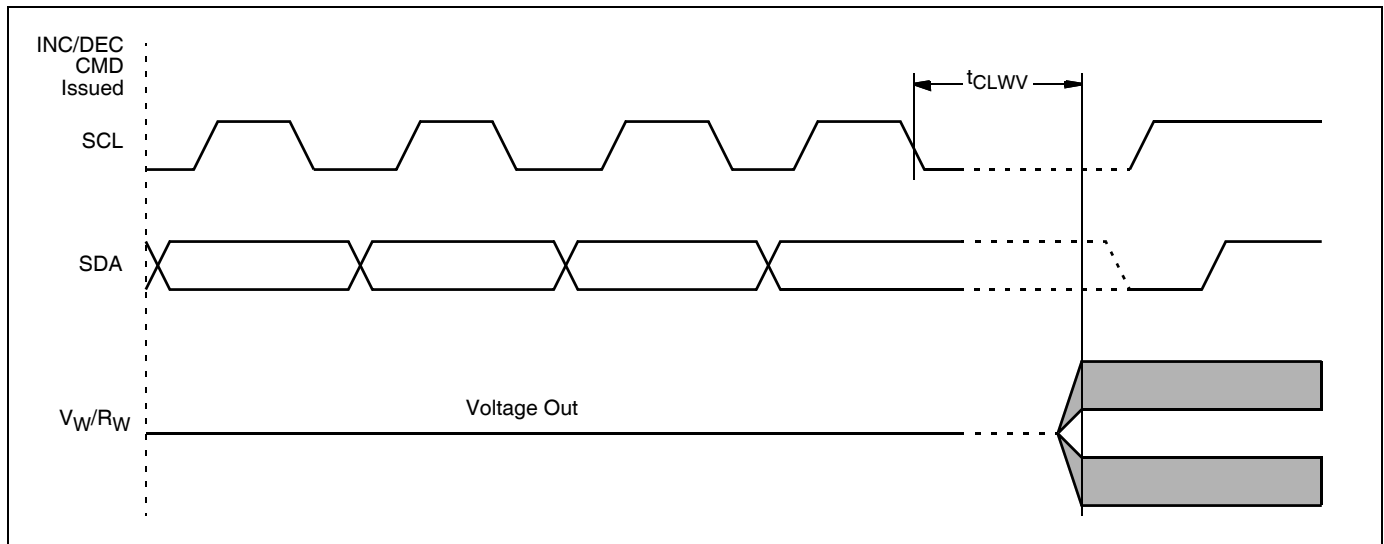 INC/DEC
CMD
Issued
tCLWV
SCL
SDA
Voltage Out
VW/RW